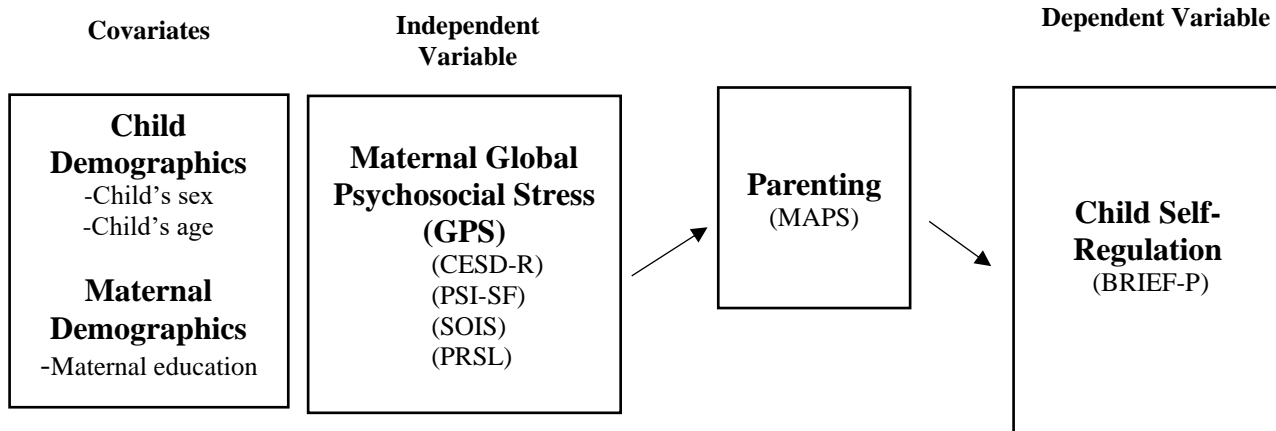 Covariates
Independent
Variable
Dependent Variable
Child
Demographics
-Child's sex
-Child's age
Maternal
Demographics
-Maternal education
Maternal Global
Psychosocial Stress
(GPS)
(CESD-R)
(PSI-SF)
(SOIS)
(PRSL)
Parenting
(MAPS)
Child Self-
Regulation
(BRIEF-P)